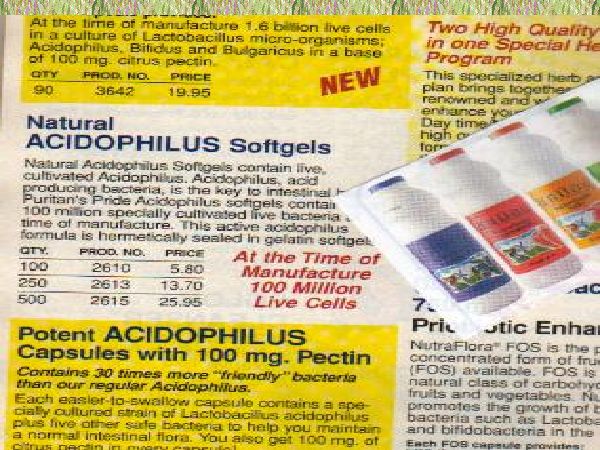 At the time of manufacture 1.6 billion live cells
in a culture of Lactobacillus micro-organisms;
Acidophilus, Bifidus and Bulgaricus in a base
of 100 mg. citrus pectin.
QTY PROD. NO. PRICE
90 3642 19.95
NEW
Natural
ACIDOPHILUS Softgels
Natural Acidophilus Softgels contain live,
cultivated Acidophilus. Acidophilus, acid
producing bacteria, is the key to intestinal
Puritan's Pride Acidophilus softgels contain
100 million specially cultivated live bacteria
time of manufacture. This active acidophilus
formula is hermetically sealed in gelatin softgels
QTY. PROD. NO. PRICE
100 2610 5.80
250 2613 13.70
500 2615 25.95
At the Time of
Manufacture
100 Million
Live Cells
Potent ACIDOPHILUS
Capsules with 100 mg. Pectin
Contains 30 times more "friendly" bacteria
than our regular Acidophilus.
Each easier-to-swallow capsule contains a spe-
cially cultured strain of Lactobacillus acidophilus
plus five other safe bacteria to help you maintain
a normal intestinal flora. You also get 100 mg. of
citrus pectin in every capsule!
Two High Quality
in one Special He
Program
This specialized herb a
plan brings together
renowned and w
enhance you
Day time
high
NutraFlora® FOS is the p
concentrated form of fruc
(FOS) available. FOS is
natural class of carbohyd
fruits and vegetables. Nu
promotes the growth of b
bacteria such as Lactoba
and bifidobacteria in the
Each FOS capsule provides: